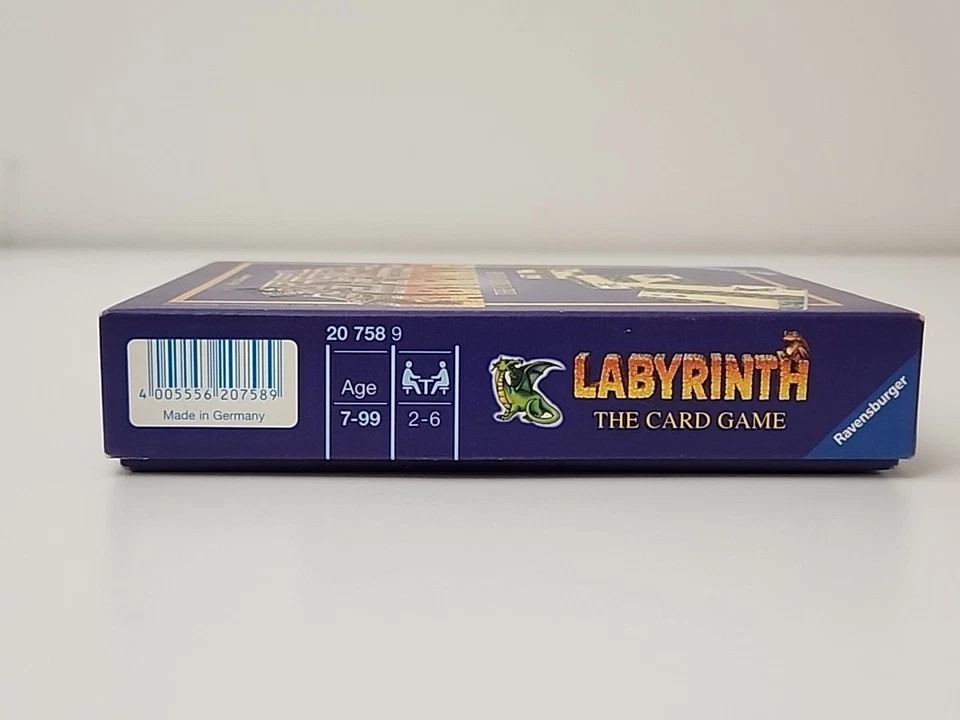 4 005556 207589
Made in Germany
20 758 9
Age
7-99
2-6
LABYRINTH
THE CARD GAME
Ravensburger